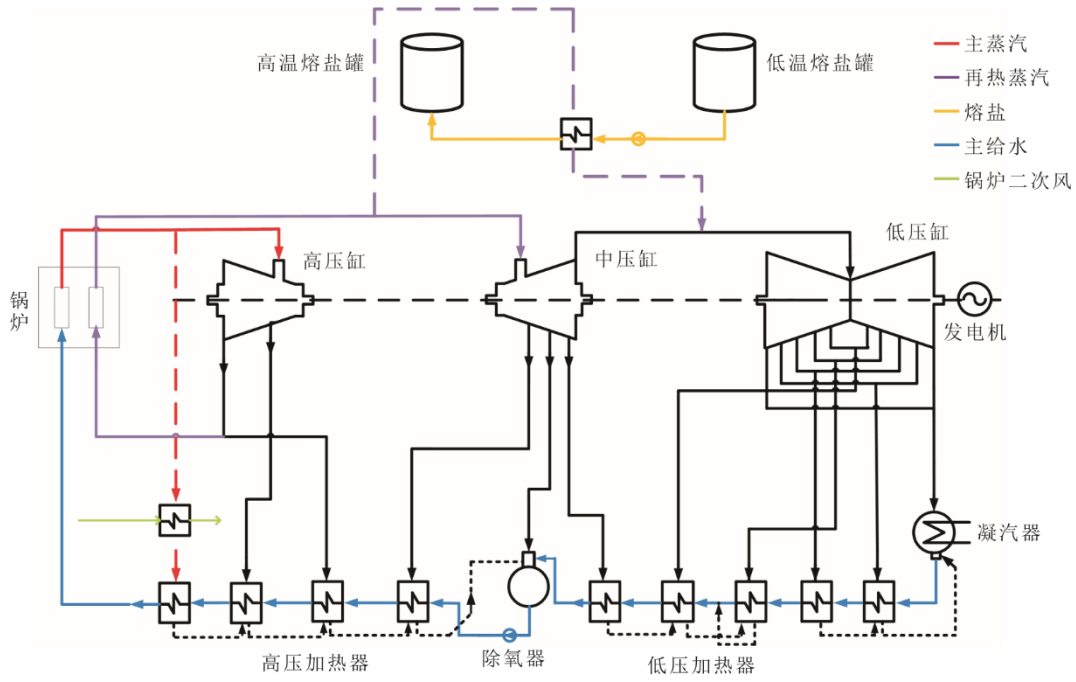 高温熔盐罐
低温熔盐罐
主蒸汽
再热蒸汽
熔盐
主给水
锅炉二次风
锅炉
高压缸
中压缸
低压缸
发电机
凝汽器
高压加热器
除氧器
低压加热器